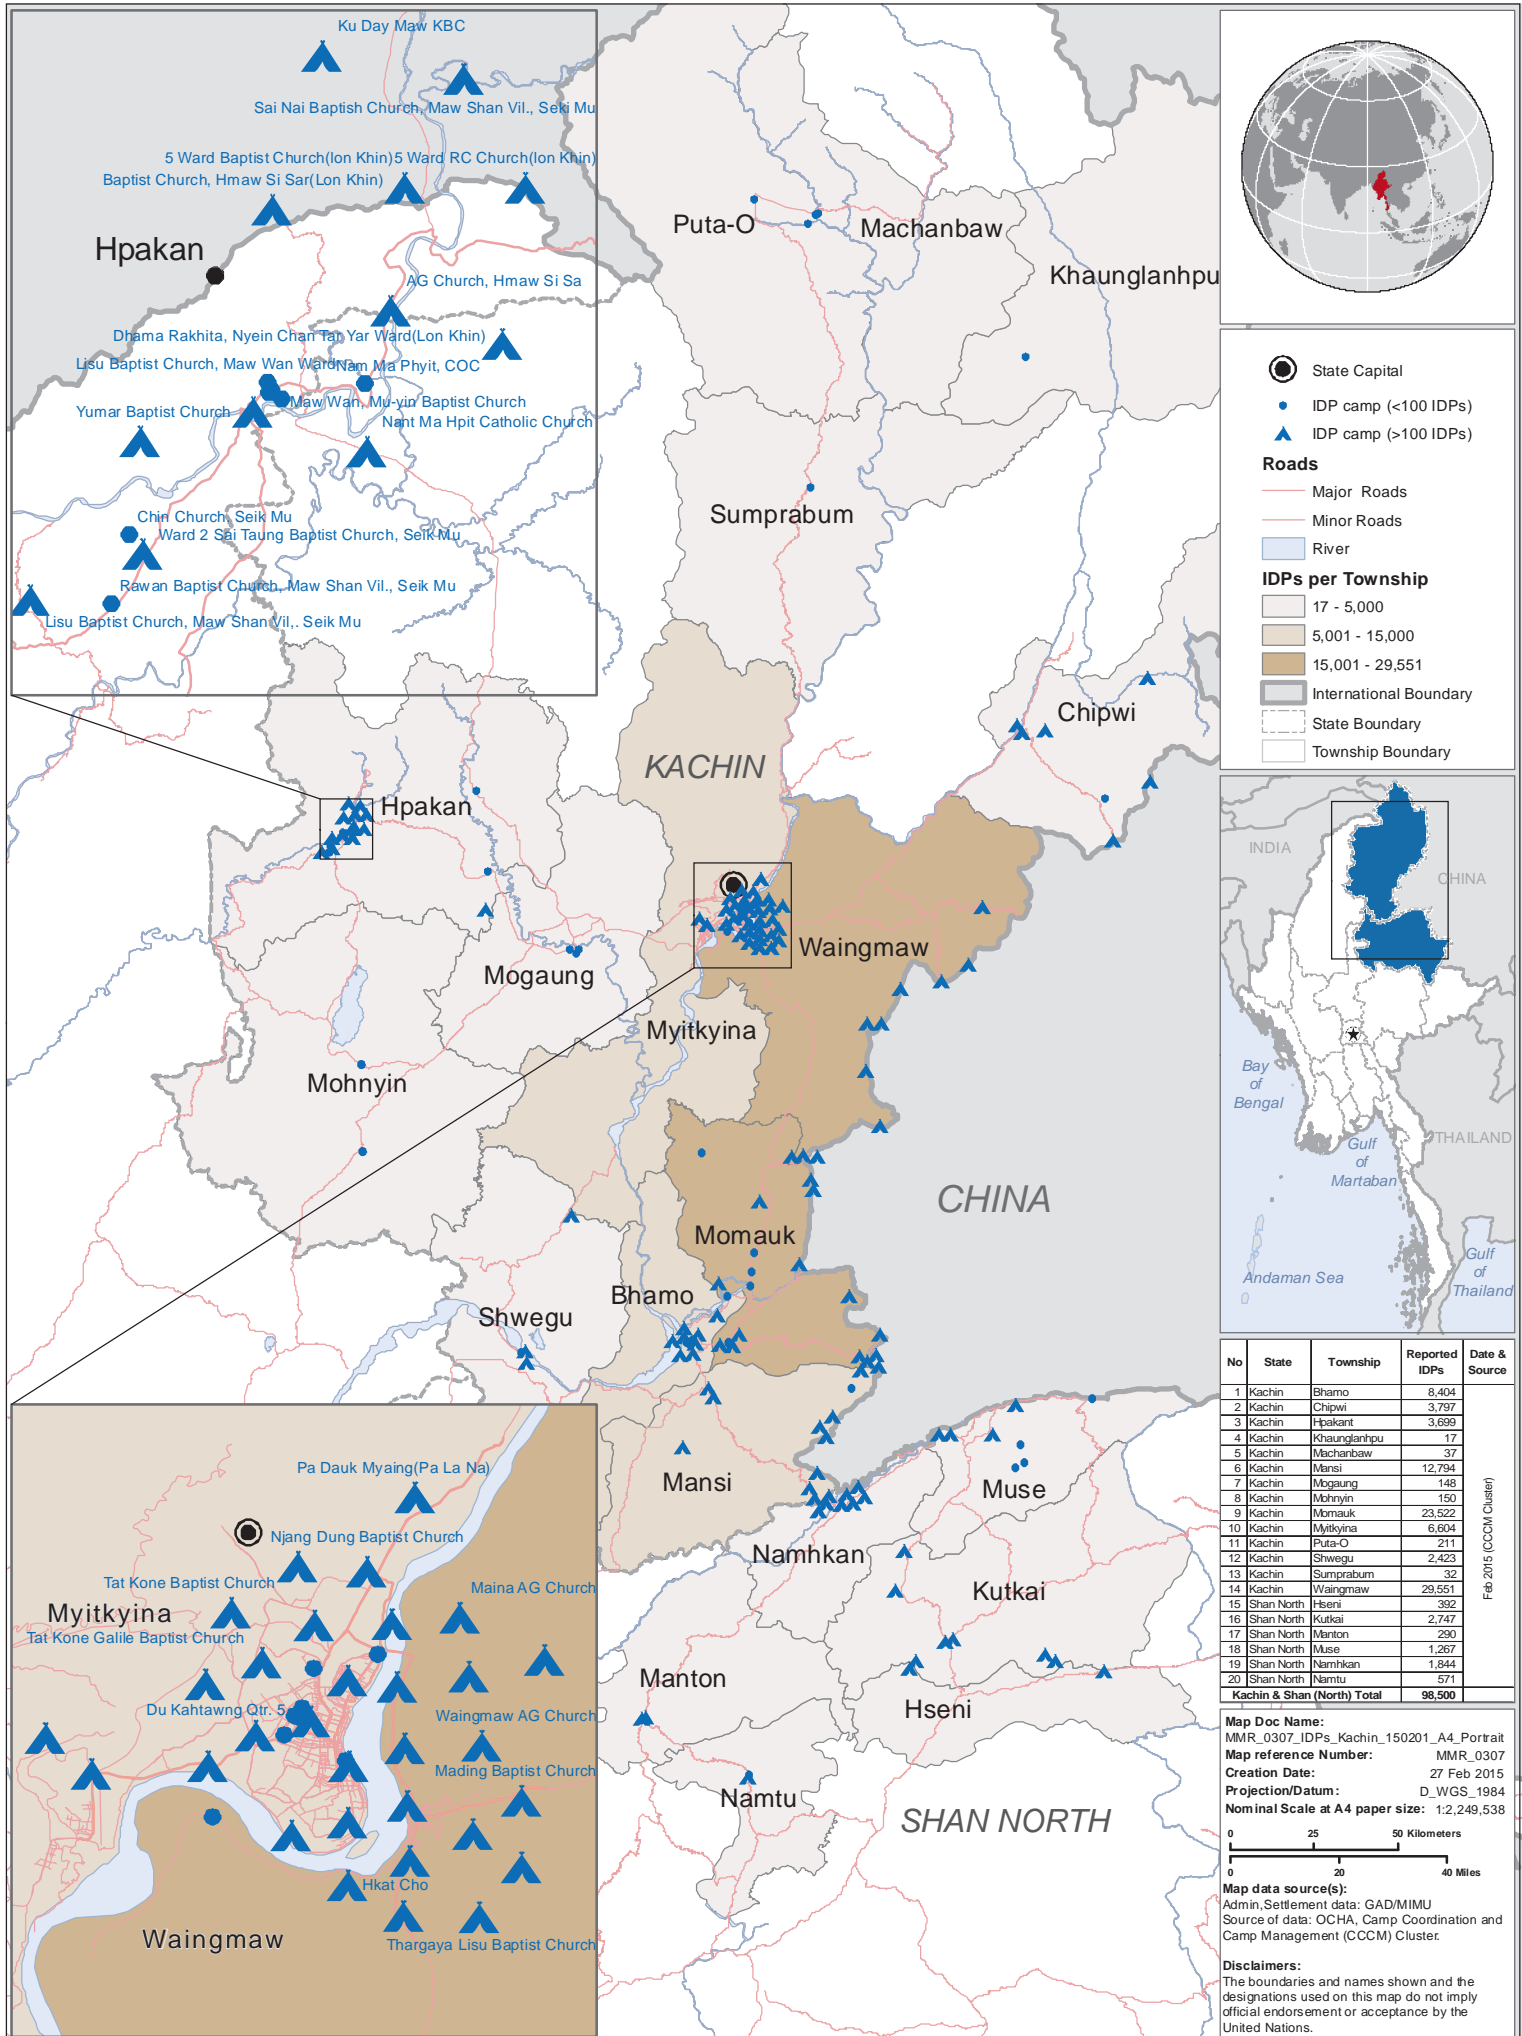 Ku Day Maw KBC
Sai Nai Baptish Church, Maw Shan Vil., Seki Mu
5 Ward Baptist Church(lon Khin)
5 Ward RC Church(lon Khin)
Baptist Church, Hmaw Si Sar(Lon Khin)
Hpakan
AG Church, Hmaw Si Sa
Dhama Rakhita, Nyein Chan Tar Yar Ward(Lon Khin)
Lisu Baptist Church, Maw Wan Ward
Nam Ma Phyit, COC
Maw Wan, Mu-yin Baptist Church
Yumar Baptist Church
Nant Ma Hpit Catholic Church
Chin Church, Seik Mu
Ward 2 Sai Taung Baptist Church, Seik Mu
Rawan Baptist Church, Maw Shan Vil., Seik Mu
Lisu Baptist Church, Maw Shan Vil,. Seik Mu
Puta-O
Machanbaw
Khaunglanhpu
Sumprabum
Chipwi
KACHIN
Hpakan
Waingmaw
Mogaung
Myitkyina
Mohnyin
CHINA
Momauk
Bhamo
Shwegu
Mansi
Muse
Namhkan
Kutkai
Manton
Hseni
Namtu
SHAN NORTH
Pa Dauk Myaing(Pa La Na)
Njang Dung Baptist Church
Tat Kone Baptist Church
Maina AG Church
Myitkyina
Tat Kone Galile Baptist Church
Du Kahtawng Qtr. 5
Waingmaw AG Church
Mading Baptist Church
Hkat Cho
Waingmaw
Thargaya Lisu Baptist Church
State Capital
IDP camp (<100 IDPs)
IDP camp (>100 IDPs)
Roads
Major Roads
Minor Roads
River
IDPs per Township
17 - 5,000
5,001 - 15,000
15,001 - 29,551
International Boundary
State Boundary
Township Boundary
INDIA
CHINA
Bay
of
Bengal
THAILAND
Gulf
of
Martaban
Andaman Sea
Gulf
of
Thailand
No State Township Reported IDPs Date & Source
1 Kachin Bhamo 8,404
2 Kachin Chipwi 3,797
3 Kachin Hpakant 3,699
4 Kachin Khaunglanhpu 17
5 Kachin Machanbaw 37
6 Kachin Mansi 12,794
7 Kachin Mogaung 148
8 Kachin Mohnyin 150
9 Kachin Momauk 23,522
10 Kachin Myitkyina 6,604
11 Kachin Puta-O 211
12 Kachin Shwegu 2,423
13 Kachin Sumprabum 32
14 Kachin Waingmaw 29,551
15 Shan North Hseni 392
16 Shan North Kutkai 2,747
17 Shan North Manton 290
18 Shan North Muse 1,267
19 Shan North Namhkan 1,844
20 Shan North Namtu 571
Kachin & Shan (North) Total 98,500
Feb 2015 (CCCM Cluster)
Map Doc Name:
MMR_0307_IDPs_Kachin_150201_A4_Portrait
Map reference Number: MMR_0307
Creation Date: 27 Feb 2015
Projection/Datum: D_WGS_1984
Nominal Scale at A4 paper size: 1:2,249,538
0 25 50 Kilometers
0 20 40 Miles
Map data source(s):
Admin,Settlement data: GAD/MIMU
Source of data: OCHA, Camp Coordination and
Camp Management (CCCM) Cluster.
Disclaimers:
The boundaries and names shown and the
designations used on this map do not imply
official endorsement or acceptance by the
United Nations.